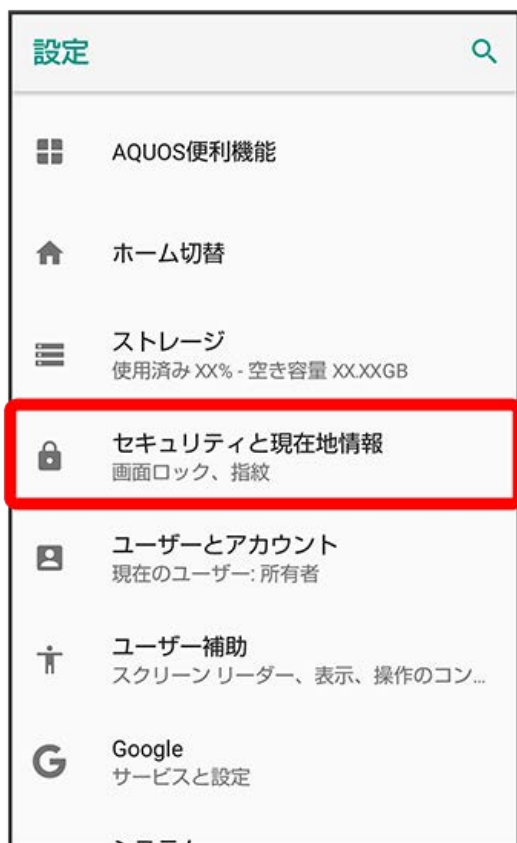 設定
AQUOS便利機能
ホーム切替
ストレージ
使用済み XX% - 空き容量 XX.XXGB
セキュリティと現在地情報
画面ロック、指紋
ユーザーとアカウント
現在のユーザー: 所有者
ユーザー補助
スクリーン リーダー、表示、操作のコン...
Google
サービスと設定